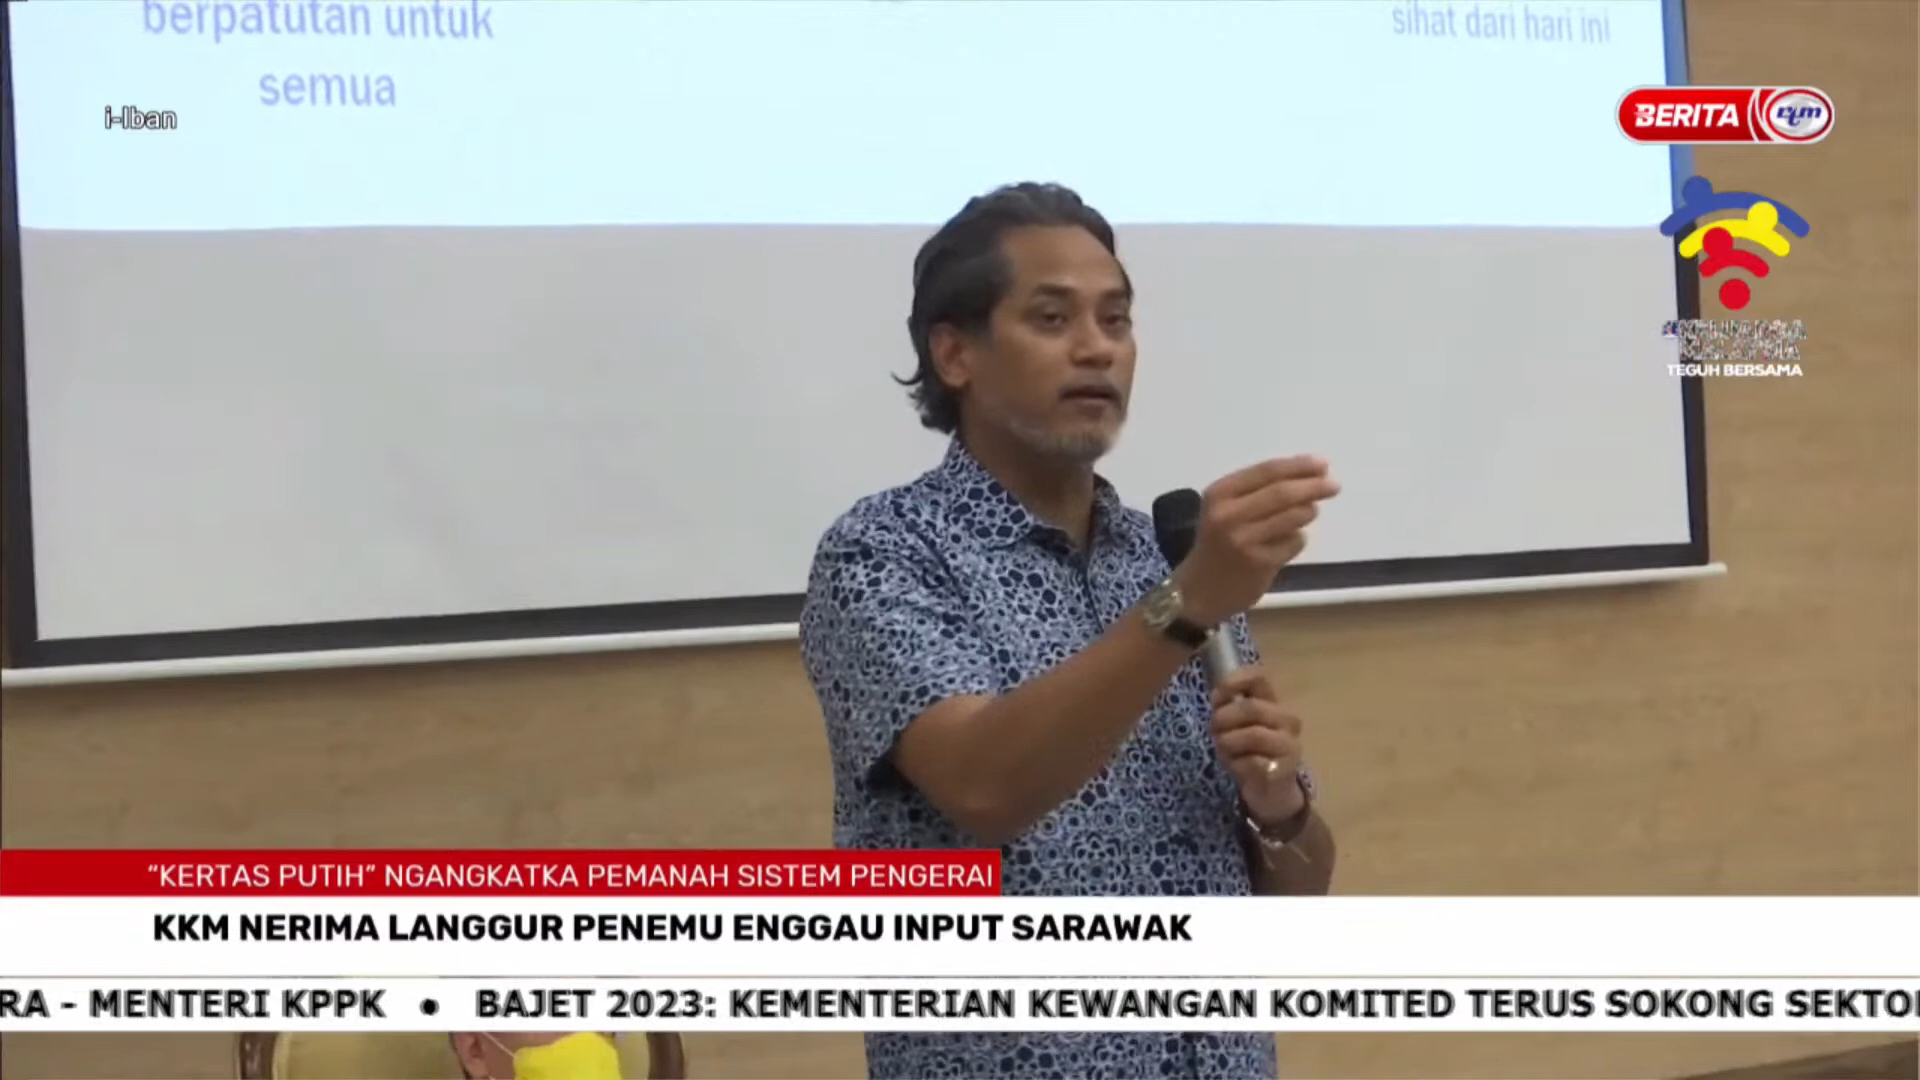 berpatutan untuk
semua
sihat dari hari ini
i-Iban
BERITA rtm
TEGUH BERSAMA
“KERTAS PUTIH” NGANGKATKA PEMANAH SISTEM PENGERAI
KKM NERIMA LANGGUR PENEMU ENGGAU INPUT SARAWAK
RA - MENTERI KPPK • BAJET 2023: KEMENTERIAN KEWANGAN KOMITED TERUS SOKONG SEKTO